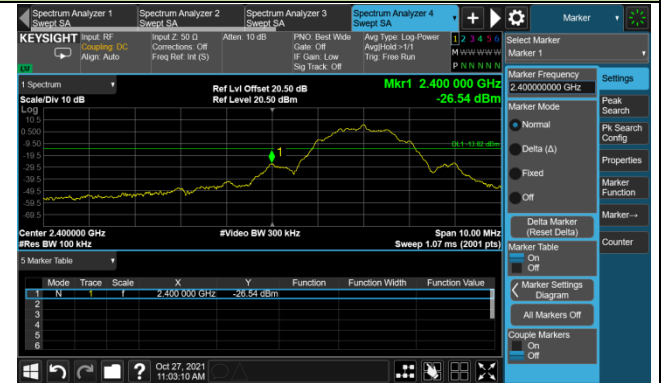 Spectrum Analyzer 1
Swept SA
Spectrum Analyzer 2
Swept SA
Spectrum Analyzer 3
Swept SA
Spectrum Analyzer 4
Swept SA
Marker
KEYSIGHT
Input: RF
Coupling: DC
Align: Auto
Input Z: 50 Ω
Corrections: Off
Freq Ref: Int (S)
Atten: 10 dB
PNO: Best Wide
Gate: Off
IF Gain: Low
Sig Track: Off
Avg Type: Log-Power
Avg|Hold:>1/1
Trig: Free Run
1 2 3 4 5 6
M W W W W W
P N N N N N
Select Marker
Marker 1
LW
1 Spectrum
Scale/Div 10 dB
Ref Lvl Offset 20.50 dB
Ref Level 20.50 dBm
Mkr1 2.400 000 GHz
-26.54 dBm
Log
10.5
0.500
-9.50
-19.5
-29.5
-39.5
-49.5
-59.5
-69.5
1
Center 2.400000 GHz
#Res BW 100 kHz
#Video BW 300 kHz
Span 10.00 MHz
Sweep 1.07 ms (2001 pts)
5 Marker Table
Mode Trace Scale X Y Function Function Width Function Value
1 N 1 f 2.400 000 GHz -26.54 dBm
2
3
4
5
6
Marker Frequency
2.400000000 GHz
Marker Mode
Normal
Delta (Δ)
Fixed
Off
Delta Marker
(Reset Delta)
Marker Table
On
Off
Marker Settings
Diagram
All Markers Off
Couple Markers
On
Off
Settings
Peak
Search
Pk Search
Config
Properties
Marker
Function
Marker→
Counter
?
Oct 27, 2021
11:03:10 AM